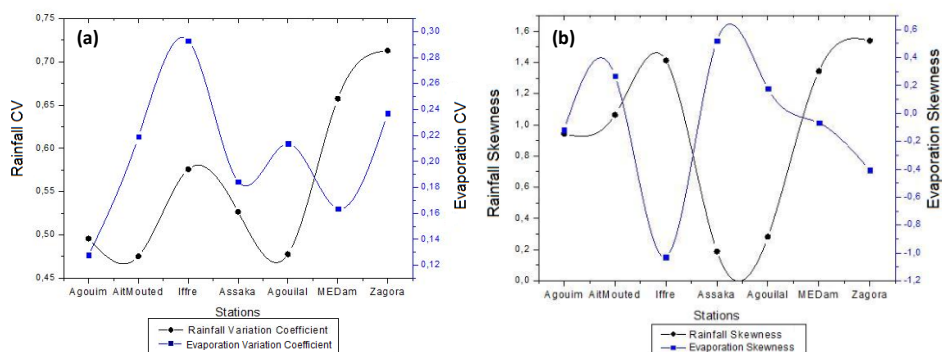 (a)
Rainfall CV
0,75
0,70
0,65
0,60
0,55
0,50
0,45
Evaporation CV
0,30
0,28
0,26
0,24
0,22
0,20
0,18
0,16
0,14
0,12
Agouim AitMouted Iffre Assaka Agouilal MEDam Zagora
Stations
Rainfall Variation Coefficient
Evaporation Variation Coefficient
(b)
Rainfall Skewness
1,6
1,4
1,2
1,0
0,8
0,6
0,4
0,2
0,0
Evaporation Skewness
0,6
0,4
0,2
-0,0
-0,2
-0,4
-0,6
-0,8
-1,0
-1,2
Agouim AitMouted Iffre Assaka Agouilal MEDam Zagora
Stations
Rainfall Skewness
Evaporation Skewness